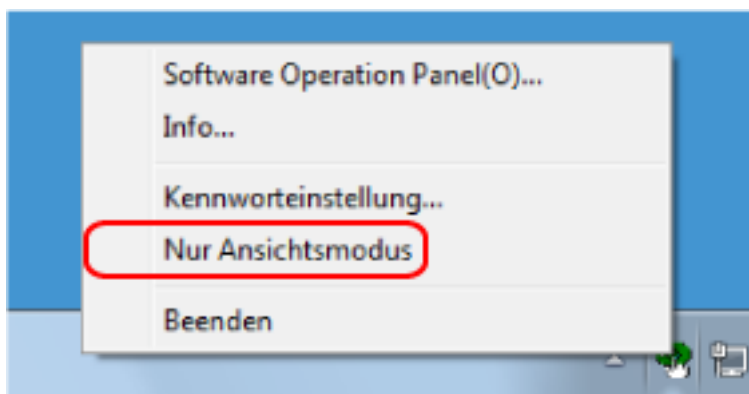 Software Operation Panel(O)...
Info...
Kennworteinstellung...
Nur Ansichtsmodus
Beenden